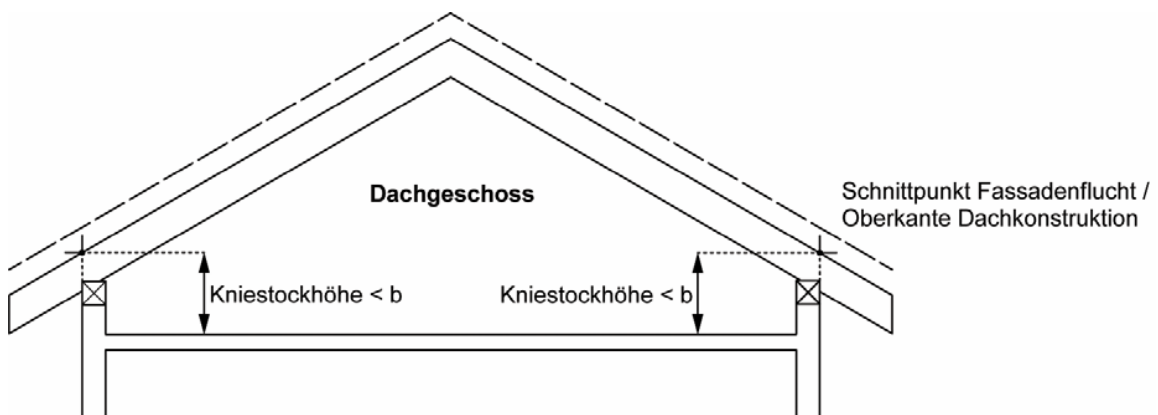 Dachgeschoss
Schnittpunkt Fassadenflucht /
Oberkante Dachkonstruktion
Kniestockhöhe < b
Kniestockhöhe < b